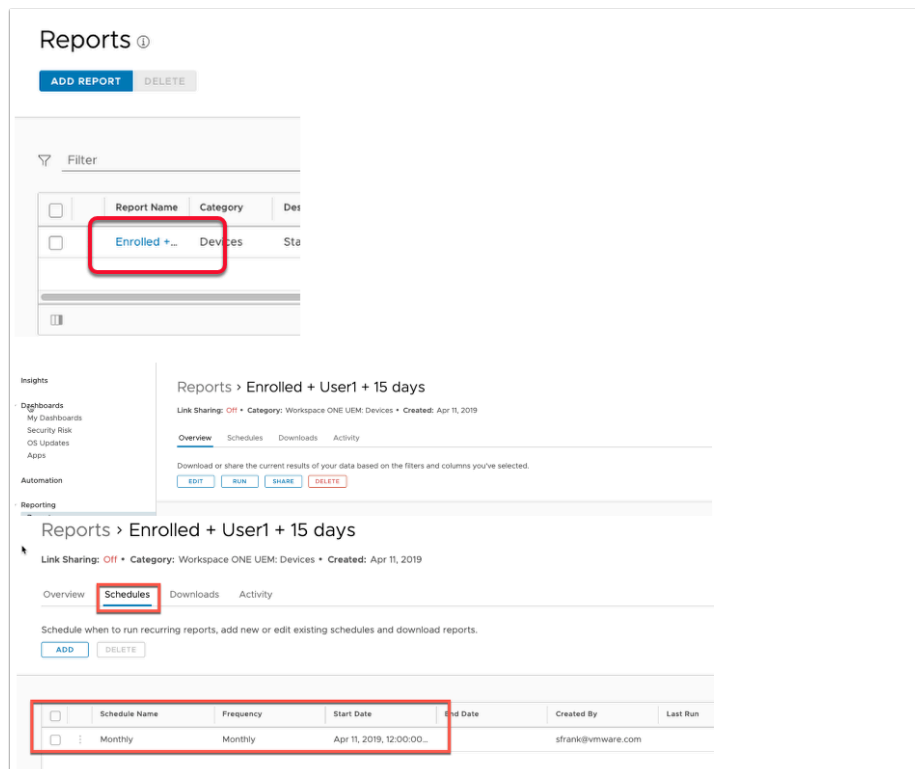 Reports
ADD REPORT DELETE
Filter
Report Name Category Des
Enrolled +... Devices Sta
Insights
Dashboards
My Dashboards
Security Risk
OS Updates
Apps
Automation
Reporting
Reports > Enrolled + User1 + 15 days
Link Sharing: Off • Category: Workspace ONE UEM: Devices • Created: Apr 11, 2019
Overview Schedules Downloads Activity
Download or share the current results of your data based on the filters and columns you've selected.
EDIT RUN SHARE DELETE
Reports > Enrolled + User1 + 15 days
Link Sharing: Off • Category: Workspace ONE UEM: Devices • Created: Apr 11, 2019
Overview Schedules Downloads Activity
Schedule when to run recurring reports, add new or edit existing schedules and download reports.
ADD DELETE
Schedule Name Frequency Start Date End Date Created By Last Run
Monthly Monthly Apr 11, 2019, 12:00:00... sfrank@vmware.com